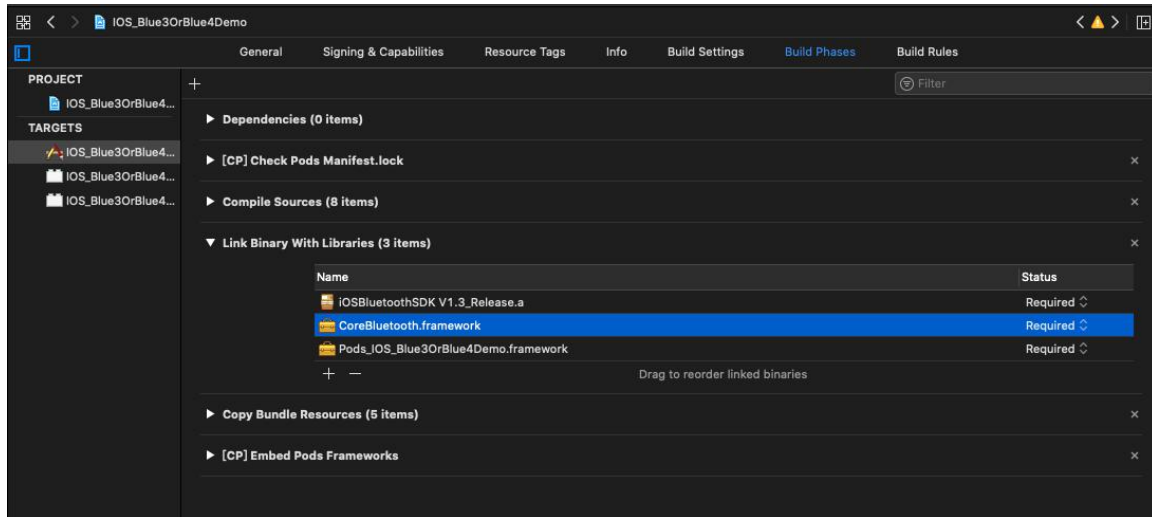 IOS_Blue3OrBlue4Demo
General Signing & Capabilities Resource Tags Info Build Settings Build Phases Build Rules
PROJECT
Filter
IOS_Blue3OrBlue4...
Dependencies (0 items)
TARGETS
IOS_Blue3OrBlue4...
[CP] Check Pods Manifest.lock
IOS_Blue3OrBlue4...
IOS_Blue3OrBlue4...
Compile Sources (8 items)
Link Binary With Libraries (3 items)
Name Status
iOSBluetoothSDK V1.3_Release.a Required
CoreBluetooth.framework Required
Pods_IOS_Blue3OrBlue4Demo.framework Required
Drag to reorder linked binaries
Copy Bundle Resources (5 items)
[CP] Embed Pods Frameworks